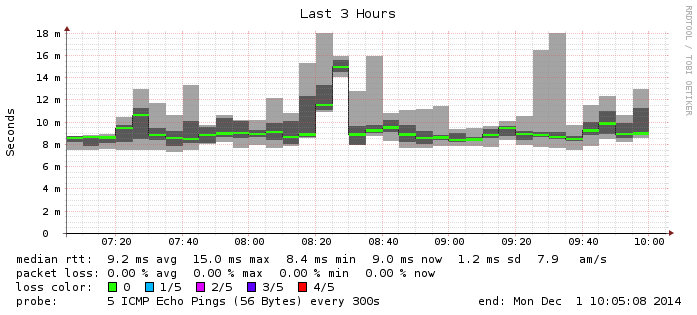 Last 3 Hours
RRDTOOL / TOBI OETIKER
Seconds
18 m
16 m
14 m
12 m
10 m
8 m
6 m
4 m
2 m
0
07:20 07:40 08:00 08:20 08:40 09:00 09:20 09:40 10:00
median rtt: 9.2 ms avg 15.0 ms max 8.4 ms min 9.0 ms now 1.2 ms sd 7.9 am/s
packet loss: 0.00 % avg 0.00 % max 0.00 % min 0.00 % now
loss color: 0 1/5 2/5 3/5 4/5
probe: 5 ICMP Echo Pings (56 Bytes) every 300s end: Mon Dec 1 10:05:08 2014